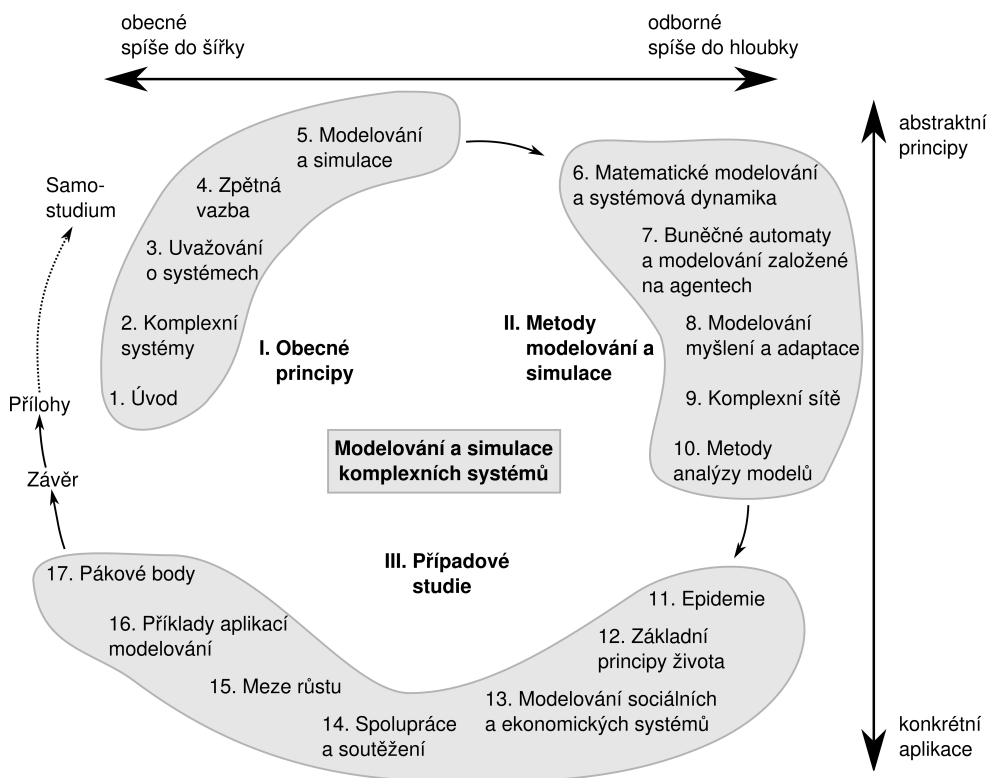 obecné
spíše do šířky
odborné
spíše do hloubky
abstraktní
principy
5. Modelování
a simulace
4. Zpětná
vazba
3. Uvažování
o systémech
2. Komplexní
systémy
1. Úvod
I. Obecné
principy
Samo-
studium
Přílohy
Závěr
6. Matematické modelování
a systémová dynamika
7. Buněčné automaty
a modelování založené
na agentech
8. Modelování
myšlení a adaptace
9. Komplexní sítě
10. Metody
analýzy modelů
II. Metody
modelování a
simulace
Modelování a simulace
komplexních systémů
III. Případové
studie
11. Epidemie
12. Základní
principy života
13. Modelování sociálních
a ekonomických systémů
14. Spolupráce
a soutěžení
15. Meze růstu
16. Příklady aplikací
modelování
17. Pákové body
konkrétní
aplikace